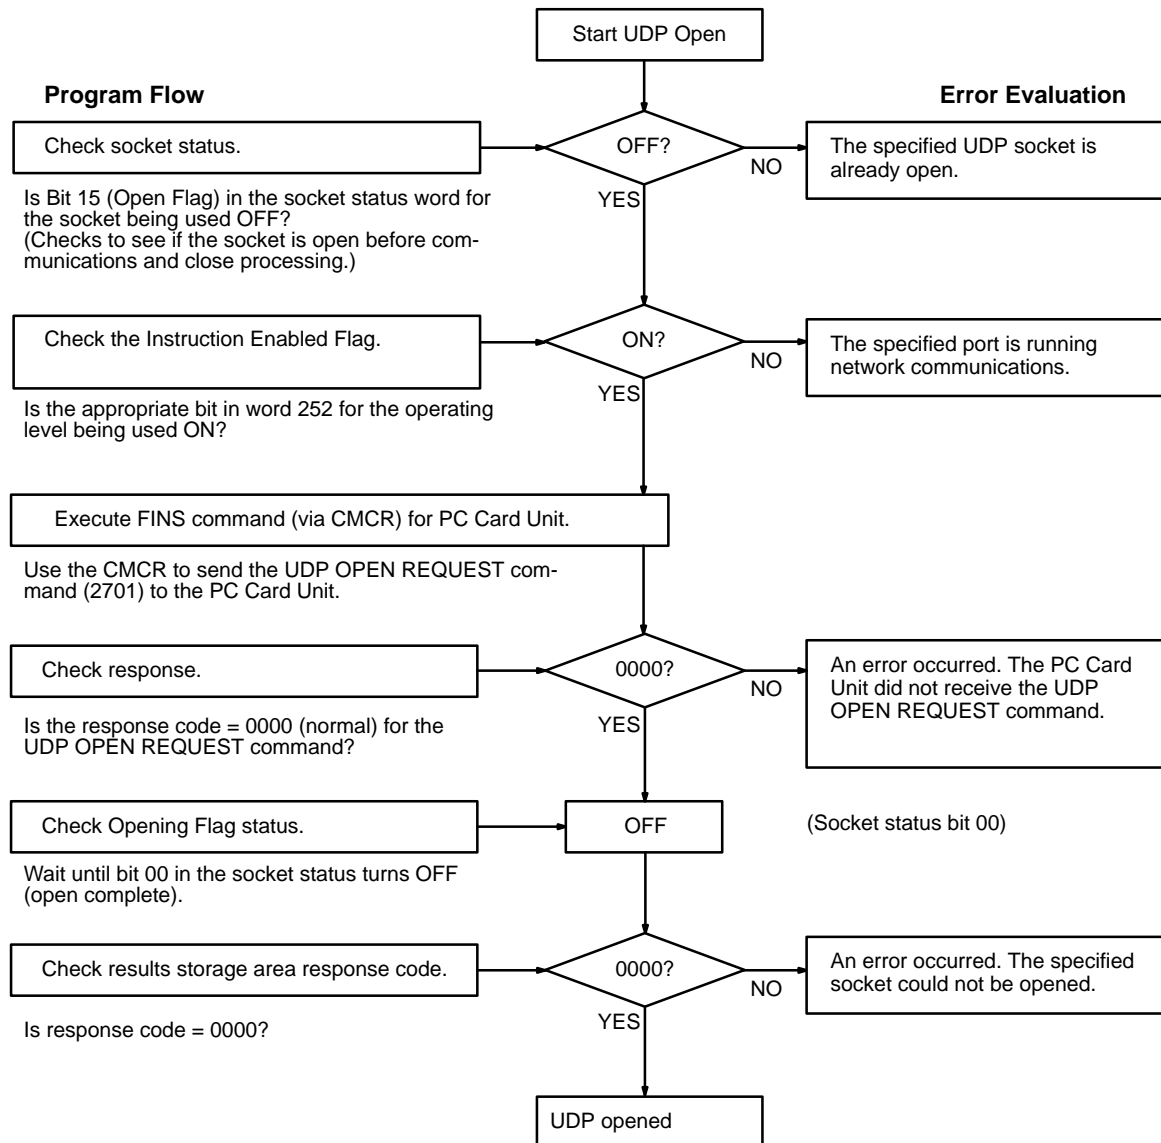 Start UDP Open
Program Flow
Error Evaluation
Check socket status.
OFF?
NO
YES
The specified UDP socket is
already open.
Is Bit 15 (Open Flag) in the socket status word for
the socket being used OFF?
(Checks to see if the socket is open before com-
munications and close processing.)
Check the Instruction Enabled Flag.
ON?
NO
YES
The specified port is running
network communications.
Is the appropriate bit in word 252 for the operating
level being used ON?
Execute FINS command (via CMCR) for PC Card Unit.
Use the CMCR to send the UDP OPEN REQUEST com-
mand (2701) to the PC Card Unit.
Check response.
0000?
NO
YES
An error occurred. The PC Card
Unit did not receive the UDP
OPEN REQUEST command.
Is the response code = 0000 (normal) for the
UDP OPEN REQUEST command?
Check Opening Flag status.
OFF
(Socket status bit 00)
Wait until bit 00 in the socket status turns OFF
(open complete).
Check results storage area response code.
0000?
NO
YES
An error occurred. The specified
socket could not be opened.
Is response code = 0000?
UDP opened